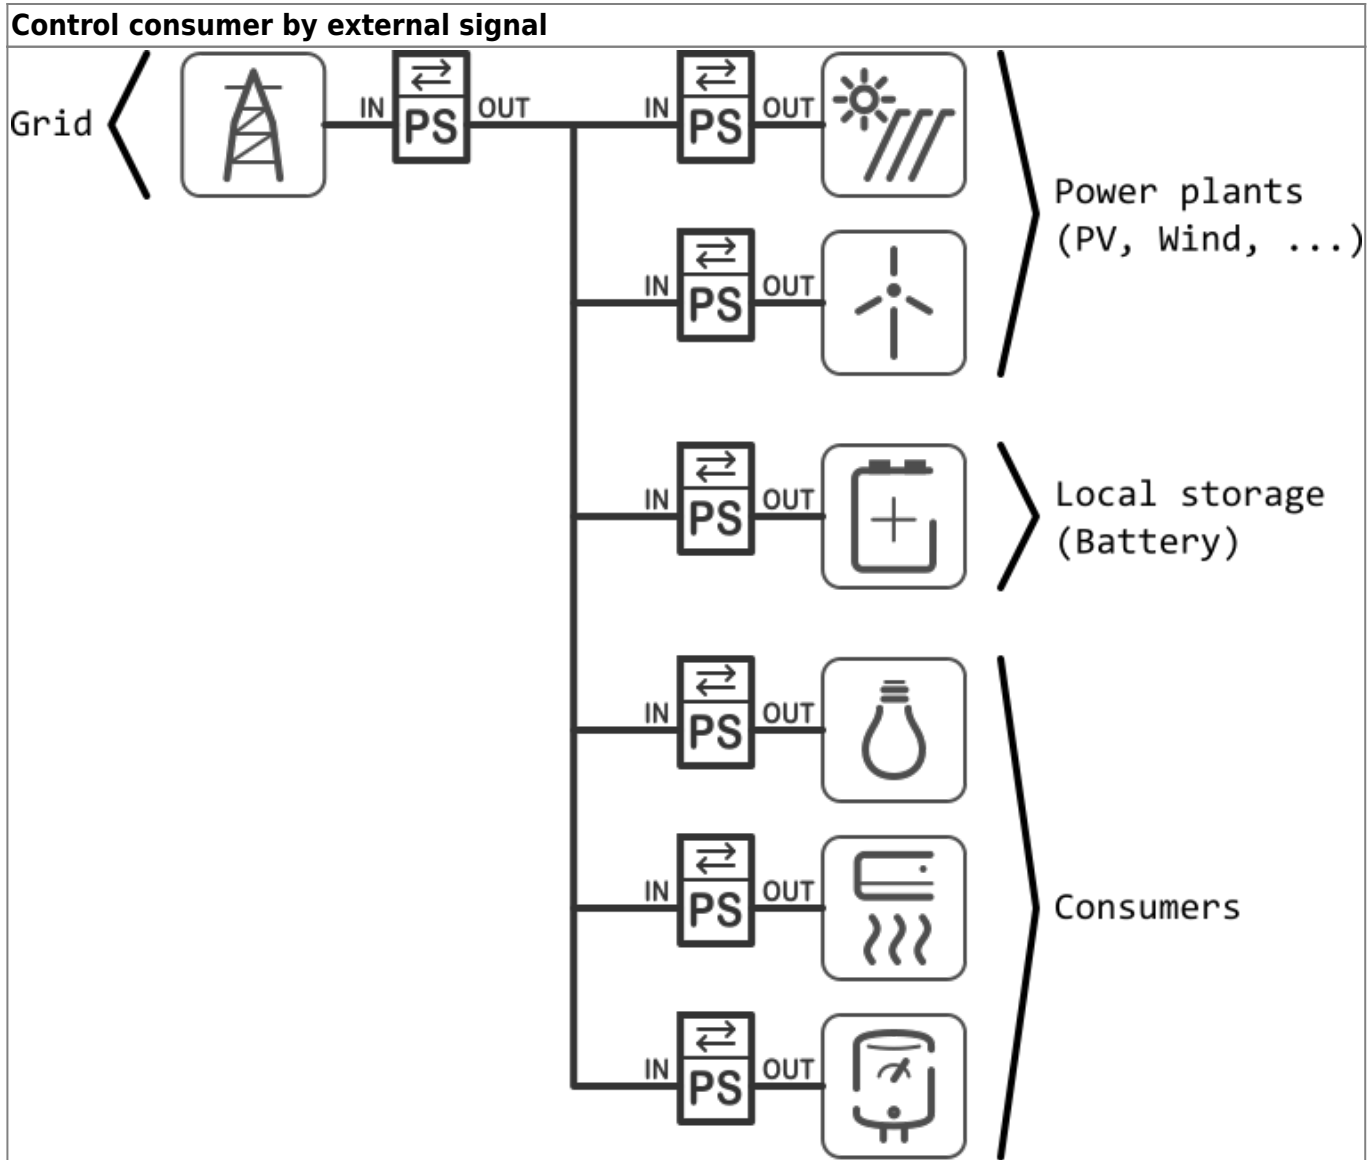 Control consumer by external signal
Grid
IN PS OUT
IN PS OUT
Power plants
(PV, Wind, ...)
IN PS OUT
IN PS OUT
Local storage
(Battery)
IN PS OUT
IN PS OUT
Consumers
IN PS OUT